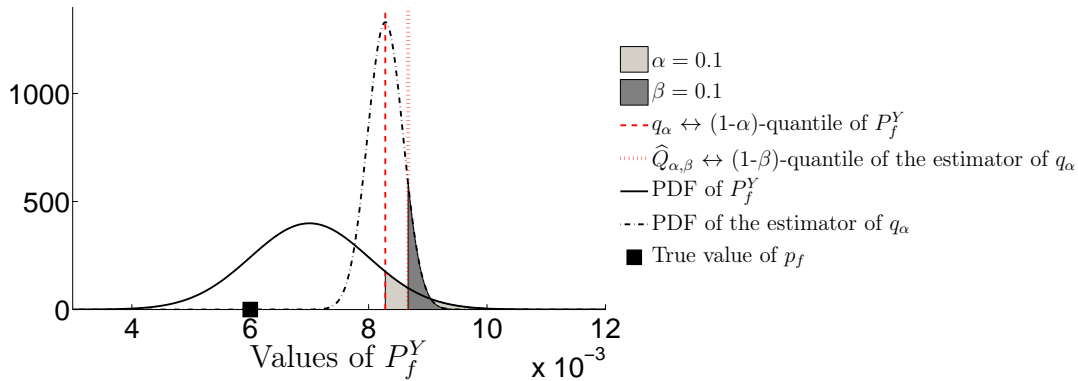 1000
500
0
4 6 8 10 12
x 10⁻³
Values of P_f^Y
α = 0.1
β = 0.1
q_α ↔ (1-α)-quantile of P_f^Y
Q̂_{α,β} ↔ (1-β)-quantile of the estimator of q_α
PDF of P_f^Y
PDF of the estimator of q_α
True value of p_f